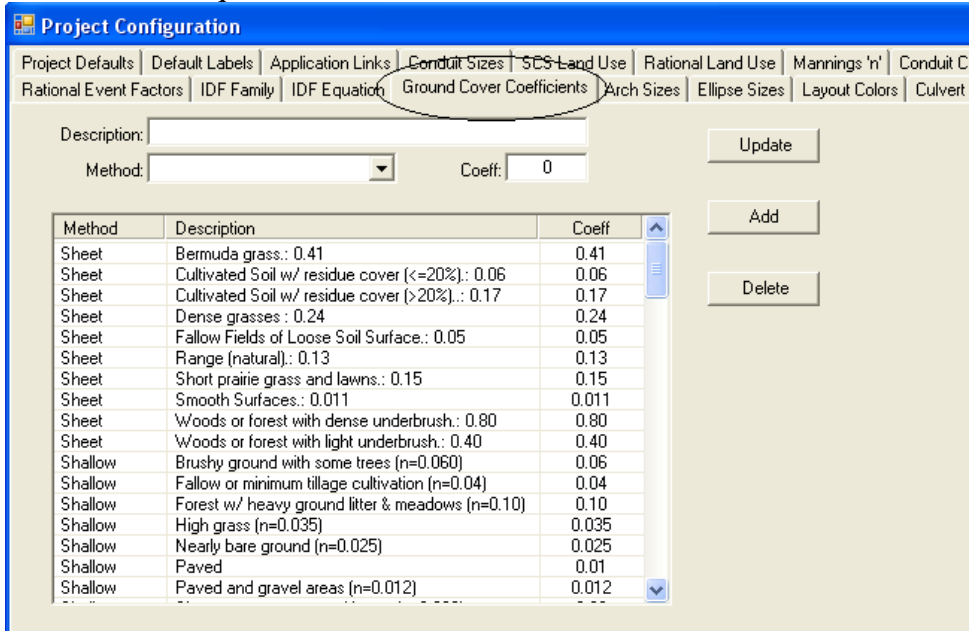 Project Configuration
Project Defaults Default Labels Application Links Conduit Sizes SCS Land Use Rational Land Use Mannings 'n' Conduit C
Rational Event Factors IDF Family IDF Equation Ground Cover Coefficients Arch Sizes Ellipse Sizes Layout Colors Culvert
Description:
Update
Method: Coeff: 0
Add
Method Description Coeff
Sheet Bermuda grass.: 0.41 0.41
Sheet Cultivated Soil w/ residue cover (<=20%).: 0.06 0.06
Delete
Sheet Cultivated Soil w/ residue cover (>20%)..: 0.17 0.17
Sheet Dense grasses : 0.24 0.24
Sheet Fallow Fields of Loose Soil Surface.: 0.05 0.05
Sheet Range (natural).: 0.13 0.13
Sheet Short prairie grass and lawns.: 0.15 0.15
Sheet Smooth Surfaces.: 0.011 0.011
Sheet Woods or forest with dense underbrush.: 0.80 0.80
Sheet Woods or forest with light underbrush.: 0.40 0.40
Shallow Brushy ground with some trees (n=0.060) 0.06
Shallow Fallow or minimum tillage cultivation (n=0.04) 0.04
Shallow Forest w/ heavy ground litter & meadows (n=0.10) 0.10
Shallow High grass (n=0.035) 0.035
Shallow Nearly bare ground (n=0.025) 0.025
Shallow Paved 0.01
Shallow Paved and gravel areas (n=0.012) 0.012